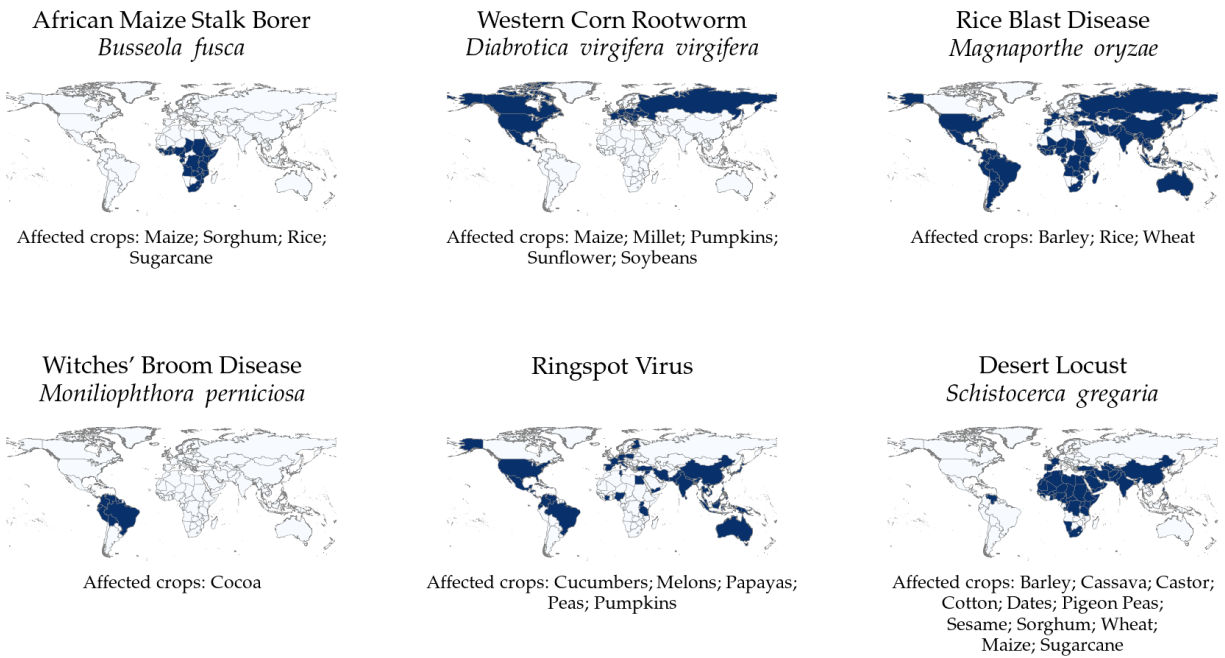 African Maize Stalk Borer
Busseola fusca
Affected crops: Maize; Sorghum; Rice;
Sugarcane
Western Corn Rootworm
Diabrotica virgifera virgifera
Affected crops: Maize; Millet; Pumpkins;
Sunflower; Soybeans
Rice Blast Disease
Magnaporthe oryzae
Affected crops: Barley; Rice; Wheat
Witches’ Broom Disease
Moniliophthora perniciosa
Affected crops: Cocoa
Ringspot Virus
Affected crops: Cucumbers; Melons; Papayas;
Peas; Pumpkins
Desert Locust
Schistocerca gregaria
Affected crops: Barley; Cassava; Castor;
Cotton; Dates; Pigeon Peas;
Sesame; Sorghum; Wheat;
Maize; Sugarcane